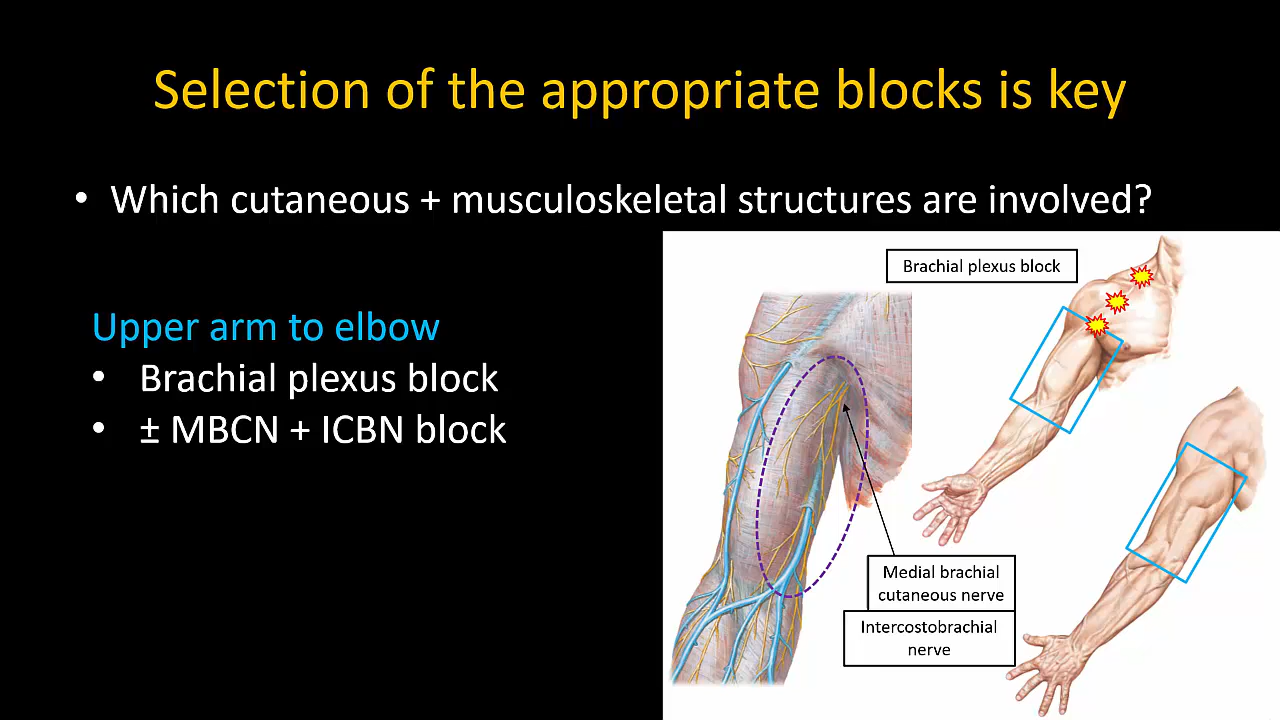 Selection of the appropriate blocks is key
• Which cutaneous + musculoskeletal structures are involved?
Upper arm to elbow
• Brachial plexus block
• ± MBCN + ICBN block
Brachial plexus block
Medial brachial
cutaneous nerve
Intercostobrachial
nerve